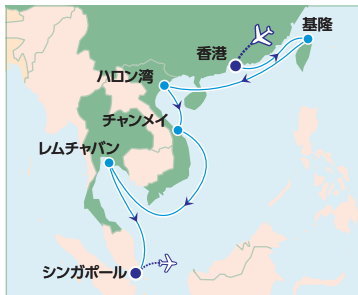 基隆
香港
ハロン湾
チャンメイ
レムチャバン
シンガポール